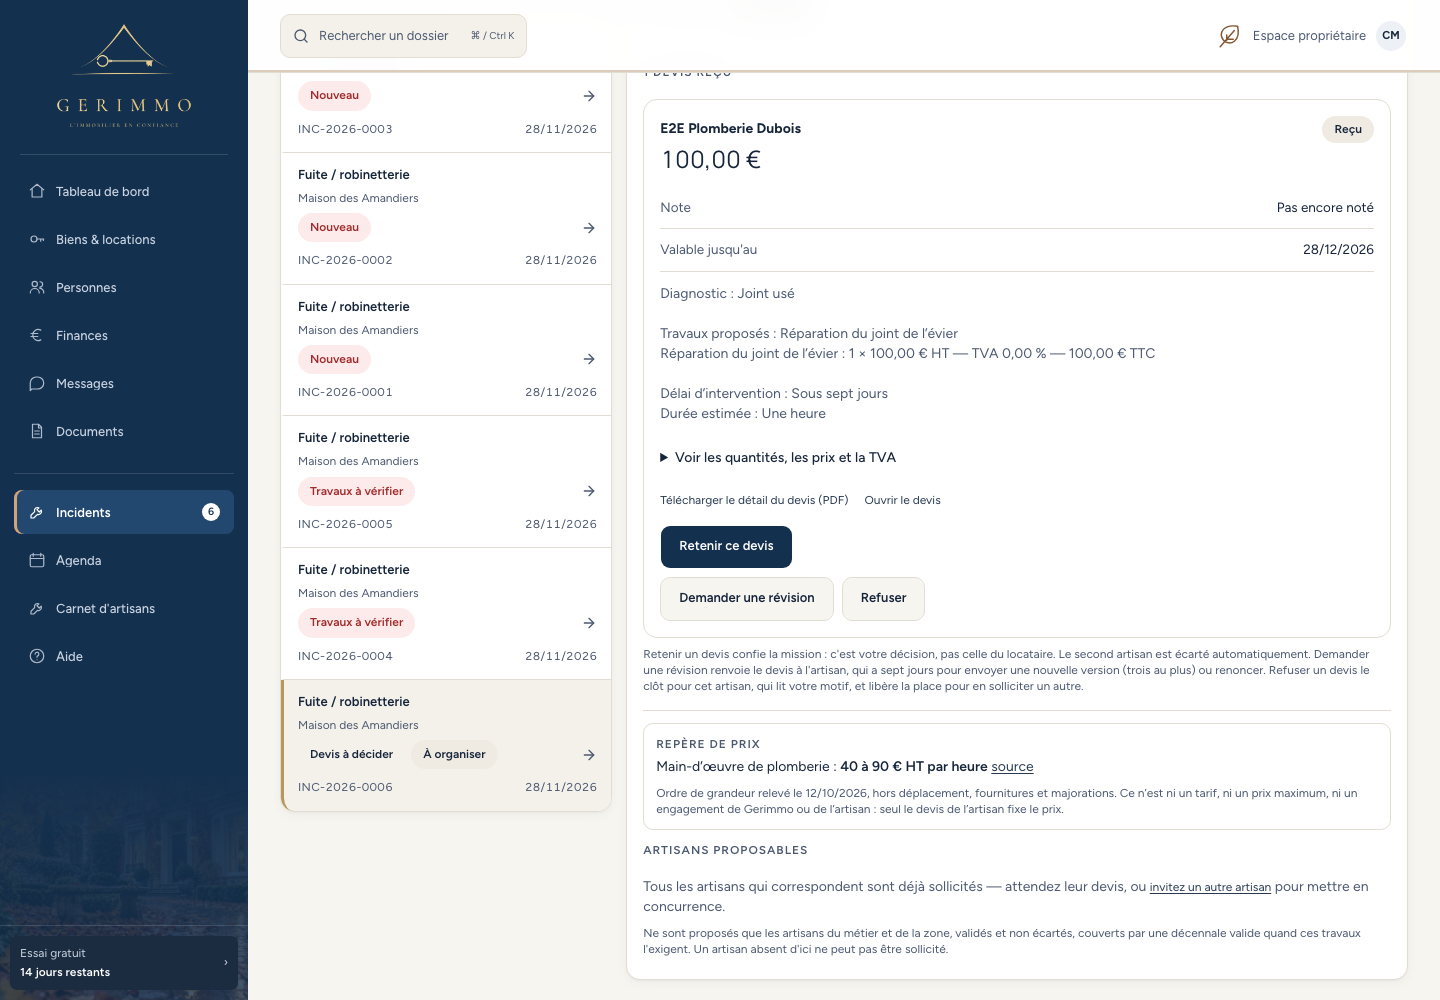 GERIMMO
L'IMMOBILIER EN CONFIANCE
Tableau de bord
Biens & locations
Personnes
Finances
Messages
Documents
Incidents
6
Agenda
Carnet d'artisans
Aide
Essai gratuit
14 jours restants
›
Rechercher un dossier
⌘ / Ctrl K
Espace propriétaire
CM
Nouveau
INC-2026-0003
28/11/2026
Fuite / robinetterie
Maison des Amandiers
Nouveau
INC-2026-0002
28/11/2026
Fuite / robinetterie
Maison des Amandiers
Nouveau
INC-2026-0001
28/11/2026
Fuite / robinetterie
Maison des Amandiers
Travaux à vérifier
INC-2026-0005
28/11/2026
Fuite / robinetterie
Maison des Amandiers
Travaux à vérifier
INC-2026-0004
28/11/2026
Fuite / robinetterie
Maison des Amandiers
Devis à décider
À organiser
INC-2026-0006
28/11/2026
1 DEVIS REÇU
E2E Plomberie Dubois
Reçu
100,00 €
Note
Pas encore noté
Valable jusqu'au
28/12/2026
Diagnostic : Joint usé
Travaux proposés : Réparation du joint de l’évier
Réparation du joint de l’évier : 1 × 100,00 € HT — TVA 0,00 % — 100,00 € TTC
Délai d’intervention : Sous sept jours
Durée estimée : Une heure
Voir les quantités, les prix et la TVA
Télécharger le détail du devis (PDF)
Ouvrir le devis
Retenir ce devis
Demander une révision
Refuser
Retenir un devis confie la mission : c'est votre décision, pas celle du locataire. Le second artisan est écarté automatiquement. Demander
une révision renvoie le devis à l'artisan, qui a sept jours pour envoyer une nouvelle version (trois au plus) ou renoncer. Refuser un devis le
clôt pour cet artisan, qui lit votre motif, et libère la place pour en solliciter un autre.
REPÈRE DE PRIX
Main-d’œuvre de plomberie : 40 à 90 € HT par heure source
Ordre de grandeur relevé le 12/10/2026, hors déplacement, fournitures et majorations. Ce n’est ni un tarif, ni un prix maximum, ni un
engagement de Gerimmo ou de l’artisan : seul le devis de l’artisan fixe le prix.
ARTISANS PROPOSABLES
Tous les artisans qui correspondent sont déjà sollicités — attendez leur devis, ou invitez un autre artisan pour mettre en
concurrence.
Ne sont proposés que les artisans du métier et de la zone, validés et non écartés, couverts par une décennale valide quand ces travaux
l'exigent. Un artisan absent d'ici ne peut pas être sollicité.